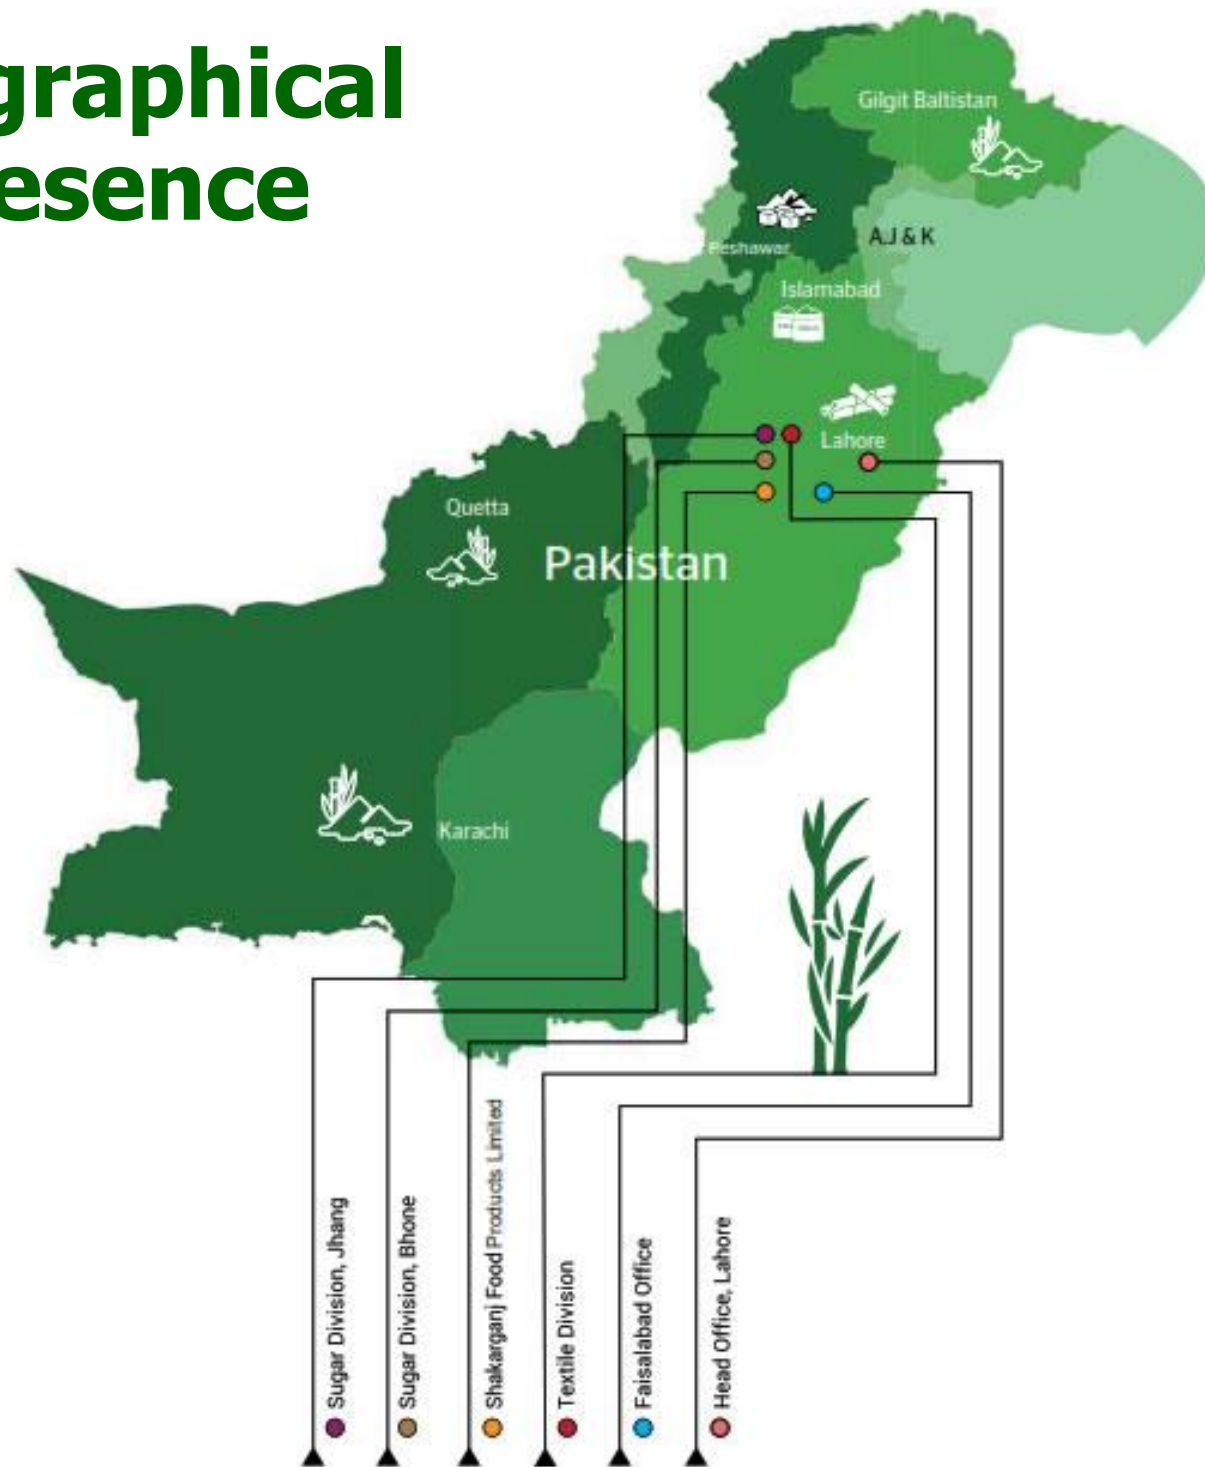 graphical
esence
Gilgit Baltistan
Peshawar
A.J & K
Islamabad
Lahore
Quetta
Pakistan
Karachi
Sugar Division, Jhang
Sugar Division, Bhone
Shakarganj Food Products Limited
Textile Division
Faisalabad Office
Head Office, Lahore